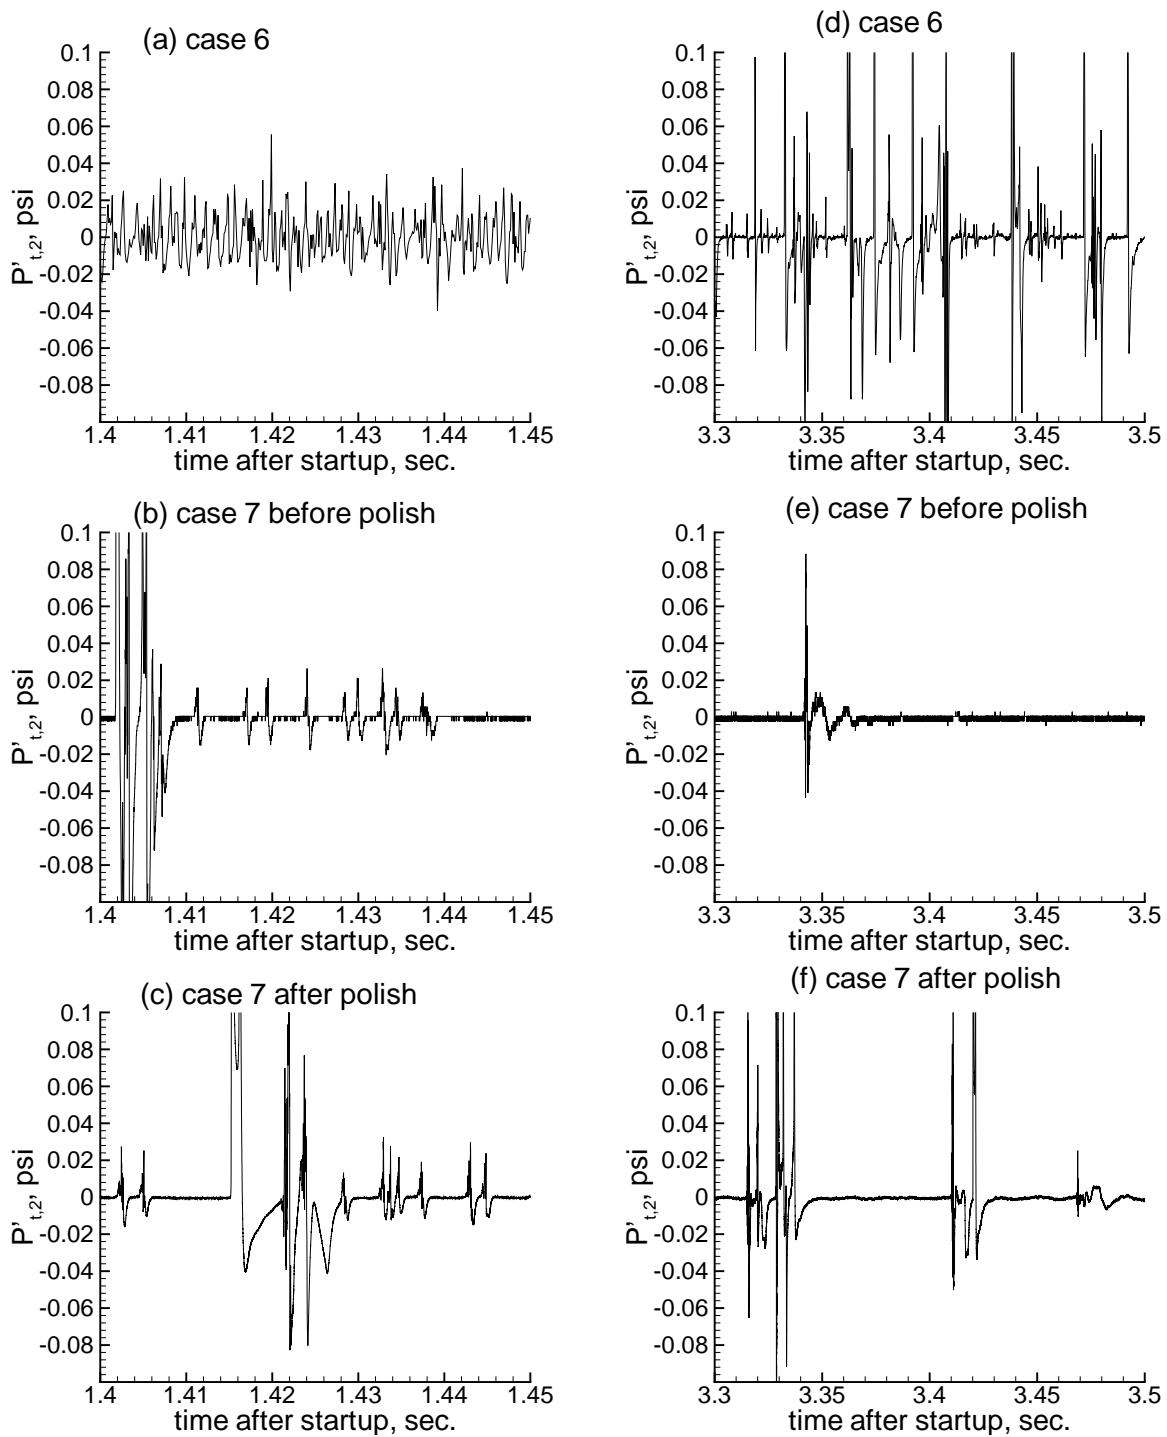 (a) case 6
0.1
0.08
0.06
0.04
0.02
0
-0.02
-0.04
-0.06
-0.08
P't,2, psi
1.4 1.41 1.42 1.43 1.44 1.45
time after startup, sec.
(d) case 6
0.1
0.08
0.06
0.04
0.02
0
-0.02
-0.04
-0.06
-0.08
P't,2, psi
3.3 3.35 3.4 3.45 3.5
time after startup, sec.
(b) case 7 before polish
0.1
0.08
0.06
0.04
0.02
0
-0.02
-0.04
-0.06
-0.08
P't,2, psi
1.4 1.41 1.42 1.43 1.44 1.45
time after startup, sec.
(e) case 7 before polish
0.1
0.08
0.06
0.04
0.02
0
-0.02
-0.04
-0.06
-0.08
P't,2, psi
3.3 3.35 3.4 3.45 3.5
time after startup, sec.
(c) case 7 after polish
0.1
0.08
0.06
0.04
0.02
0
-0.02
-0.04
-0.06
-0.08
P't,2, psi
1.4 1.41 1.42 1.43 1.44 1.45
time after startup, sec.
(f) case 7 after polish
0.1
0.08
0.06
0.04
0.02
0
-0.02
-0.04
-0.06
-0.08
P't,2, psi
3.3 3.35 3.4 3.45 3.5
time after startup, sec.